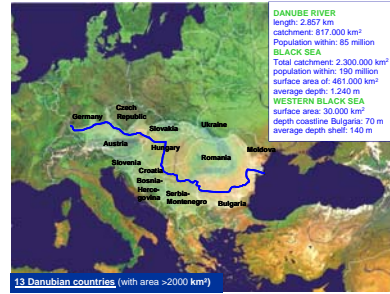 DANUBE RIVER
length: 2.857 km
catchment: 817.000 km²
Population within: 85 million
BLACK SEA
Total catchment: 2.300.000 km²
population within: 190 million
surface area of: 461.000 km²
average depth: 1.240 m
WESTERN BLACK SEA
surface area: 30.000 km²
depth coastline Bulgaria: 70 m
average depth shelf: 140 m
Germany
Czech
Republic
Slovakia
Ukraine
Austria
Hungary
Moldova
Romania
Slovenia
Croatia
Bosnia-
Herce-
govina
Serbia-
Montenegro
Bulgaria
13 Danubian countries (with area >2000 km²)